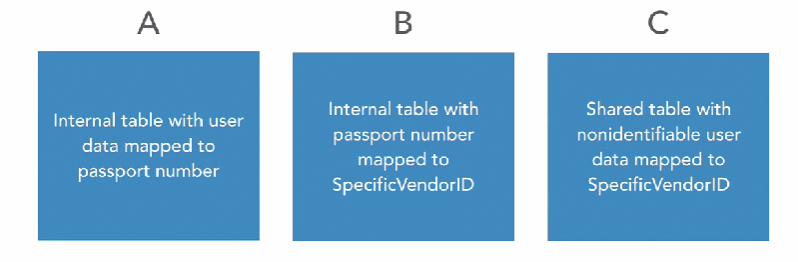 A
B
C
Internal table with user
data mapped to
passport number
Internal table with
passport number
mapped to
SpecificVendorID
Shared table with
nonidentifiable user
data mapped to
SpecificVendorID